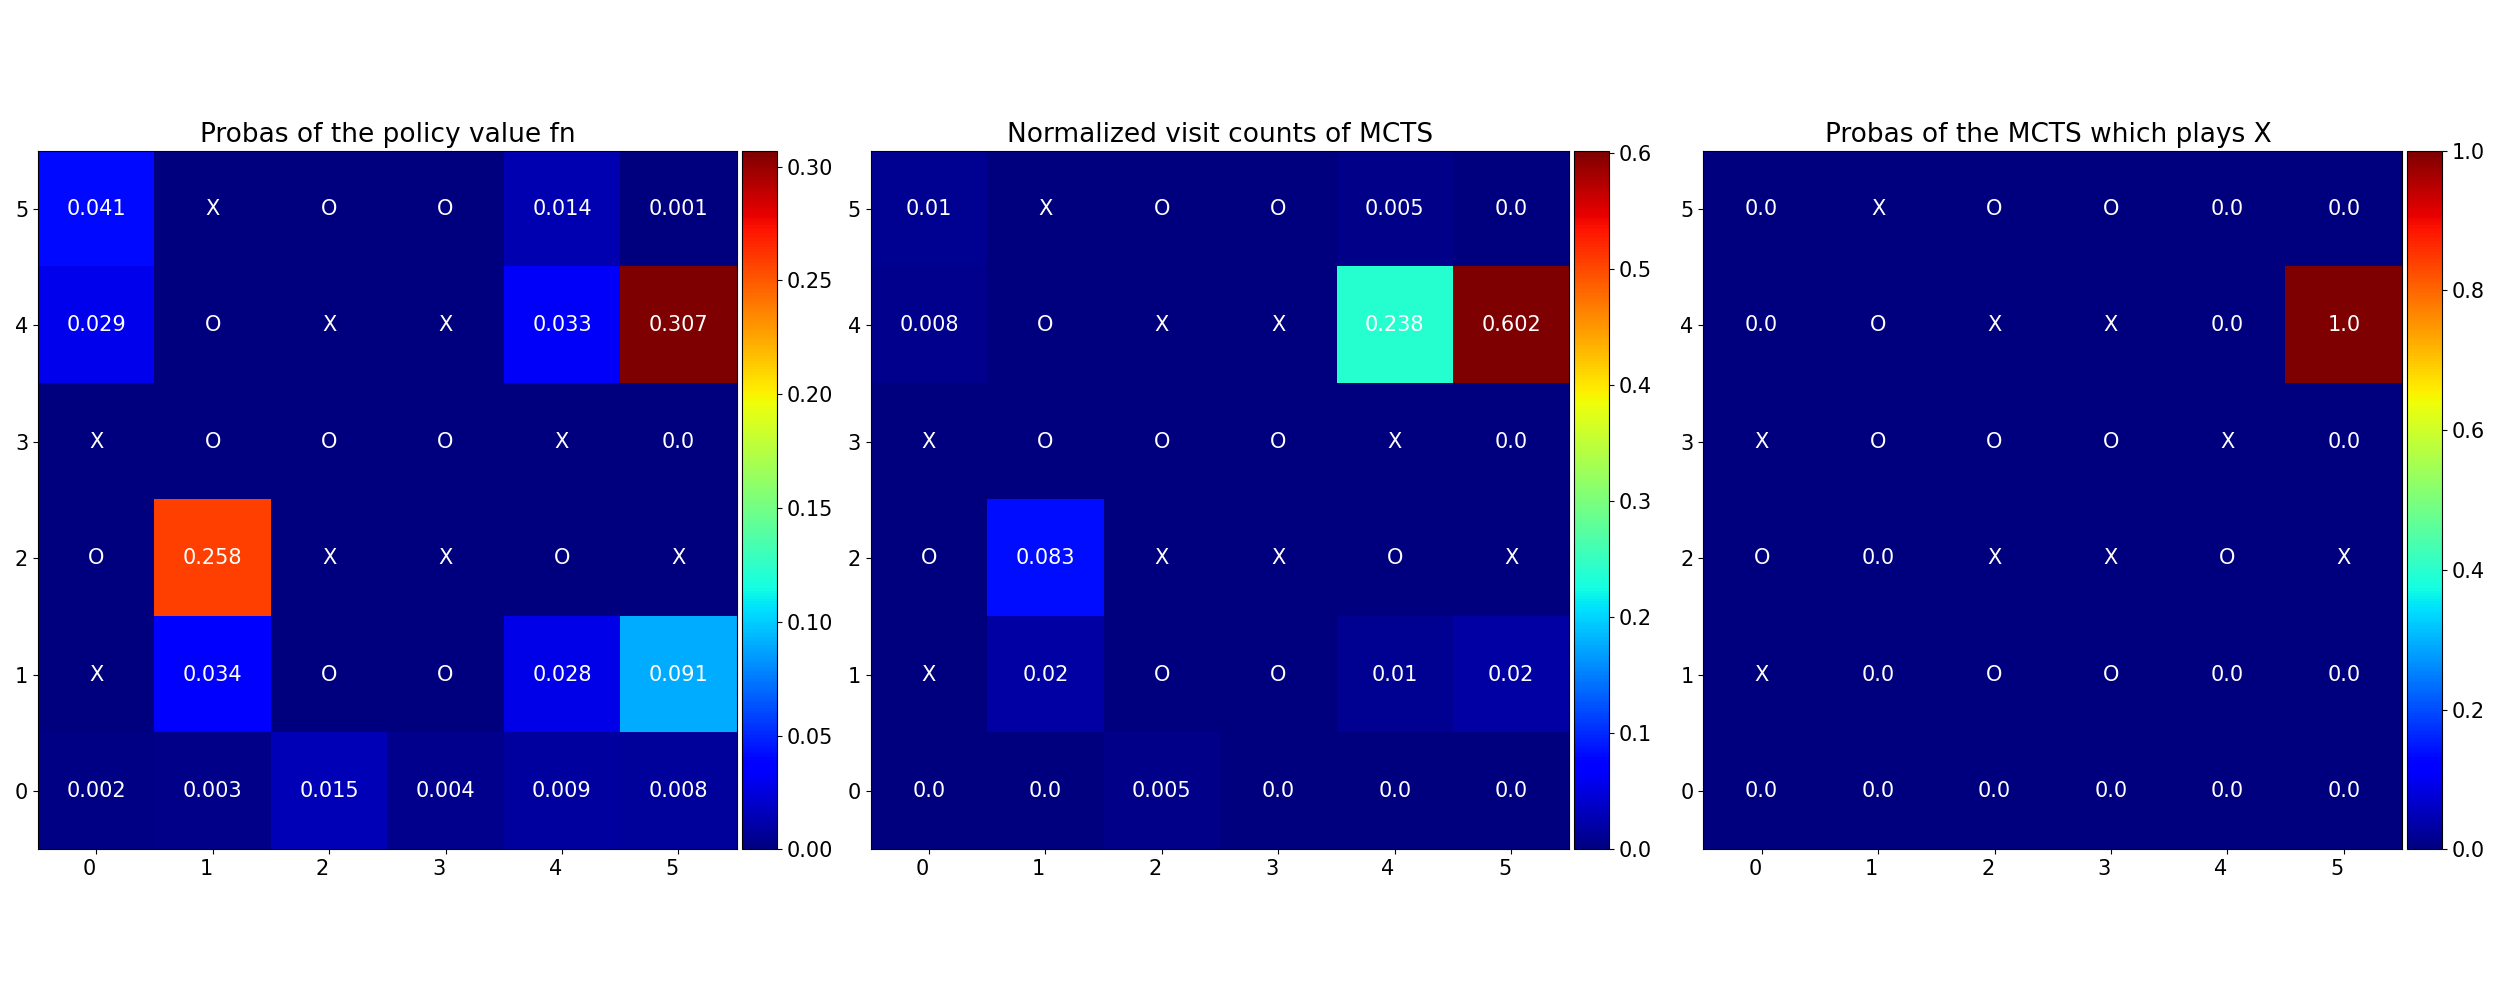 Probas of the policy value fn
5 0.041 X O O 0.014 0.001
4 0.029 O X X 0.033 0.307
3 X O O O X 0.0
2 O 0.258 X X O X
1 X 0.034 O O 0.028 0.091
0 0.002 0.003 0.015 0.004 0.009 0.008
0 1 2 3 4 5
0.30
0.25
0.20
0.15
0.10
0.05
0.00
Normalized visit counts of MCTS
5 0.01 X O O 0.005 0.0
4 0.008 O X X 0.238 0.602
3 X O O O X 0.0
2 O 0.083 X X O X
1 X 0.02 O O 0.01 0.02
0 0.0 0.0 0.005 0.0 0.0 0.0
0 1 2 3 4 5
0.6
0.5
0.4
0.3
0.2
0.1
0.0
Probas of the MCTS which plays X
5 0.0 X O O 0.0 0.0
4 0.0 O X X 0.0 1.0
3 X O O O X 0.0
2 O 0.0 X X O X
1 X 0.0 O O 0.0 0.0
0 0.0 0.0 0.0 0.0 0.0 0.0
0 1 2 3 4 5
1.0
0.8
0.6
0.4
0.2
0.0